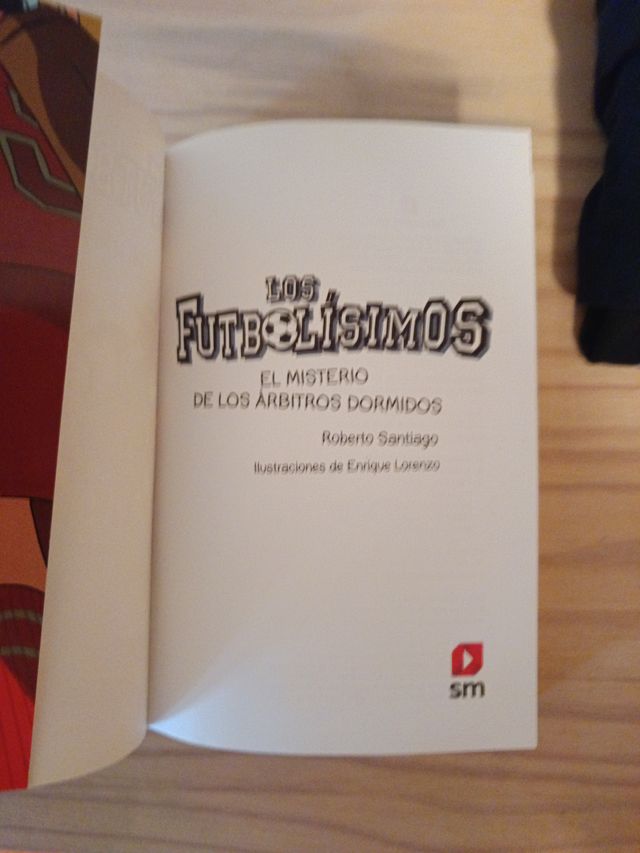 LOS
FUTBOLÍSIMOS
EL MISTERIO
DE LOS ÁRBITROS DORMIDOS
Roberto Santiago
Ilustraciones de Enrique Lorenzo
sm